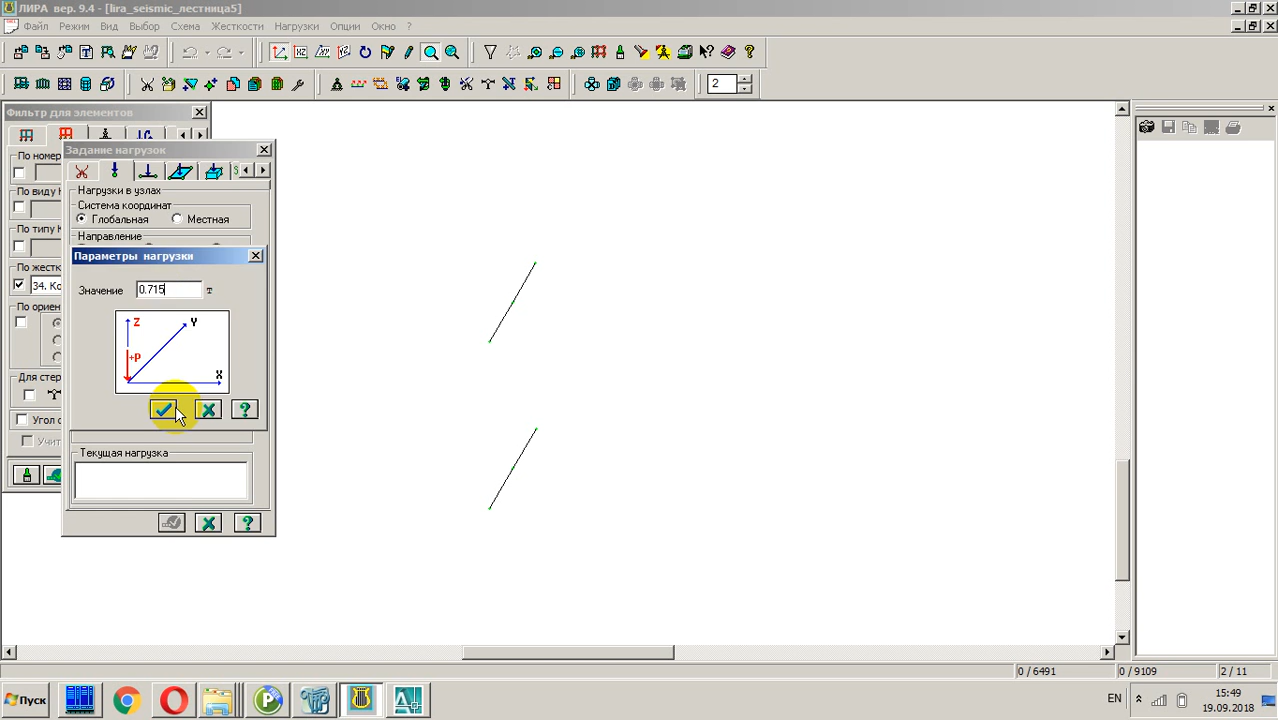 ЛИРА вер. 9.4 - [lira_seismic_лестница5]
Файл Режим Вид Выбор Схема Жесткости Нагрузки Опции Окно ?
2
Фильтр для элементов
По номер
По виду К
По типу К
По жестк
34. Ко
По ориен
Для стер
Угол с
Учит
Задание нагрузок
Нагрузки в узлах
Система координат
Глобальная Местная
Направление
Параметры нагрузки
Значение 0.715 т
Z Y
+p
X
Текущая нагрузка
0 / 6491 0 / 9109 2 / 11
Пуск
EN
15:49
19.09.2018